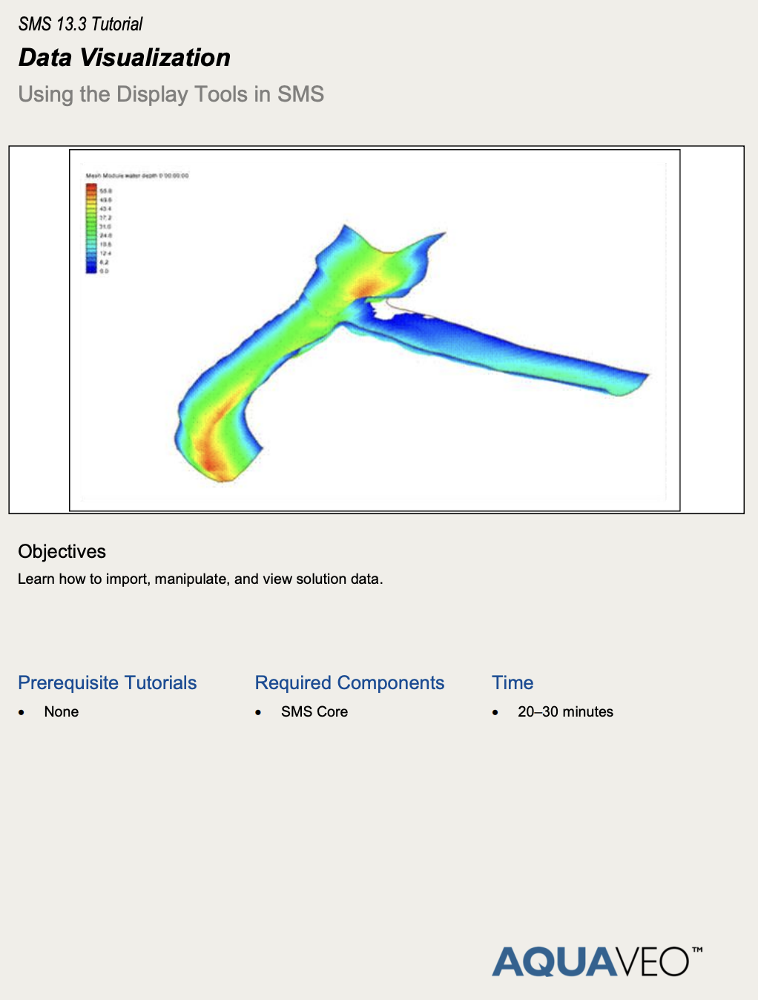 SMS 13.3 Tutorial
Data Visualization
Using the Display Tools in SMS
Mesh Module water depth 0 00:00:00
55.8
49.6
43.4
37.2
31.0
24.8
18.6
12.4
6.2
0.0
Objectives
Learn how to import, manipulate, and view solution data.
Prerequisite Tutorials
• None
Required Components
• SMS Core
Time
• 20–30 minutes
AQUAVEO™